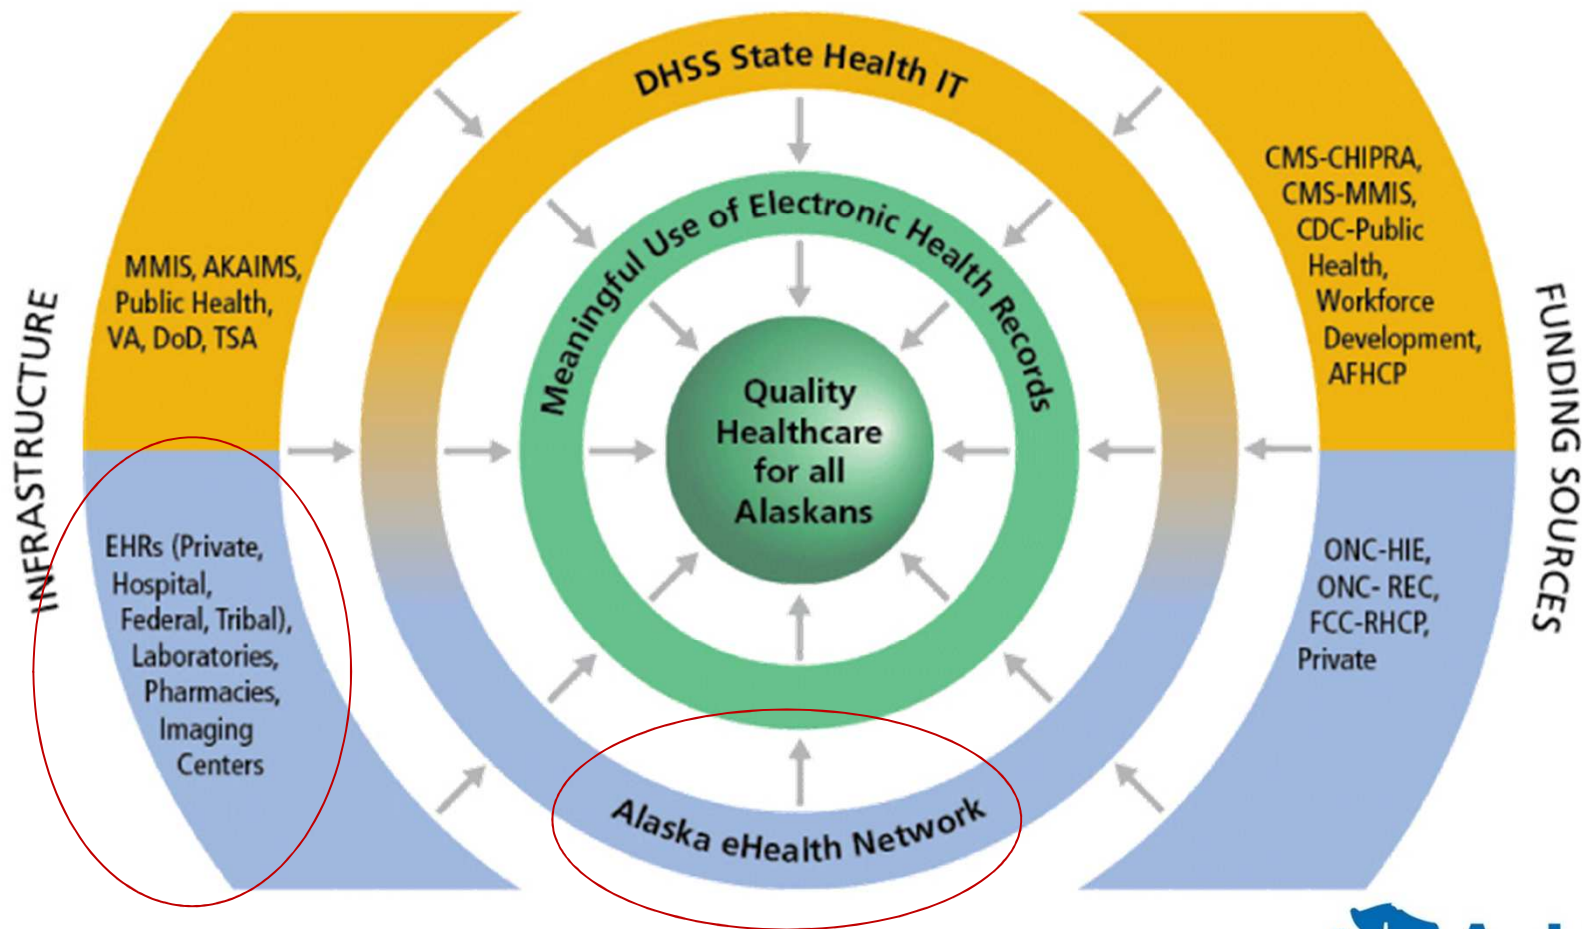 DHSS State Health IT
Meaningful Use of Electronic Health Records
Quality
Healthcare
for all
Alaskans
Alaska eHealth Network
INFRASTRUCTURE
MMIS, AKAIMS,
Public Health,
VA, DoD, TSA
EHRs (Private,
Hospital,
Federal, Tribal),
Laboratories,
Pharmacies,
Imaging
Centers
CMS-CHIPRA,
CMS-MMIS,
CDC-Public
Health,
Workforce
Development,
AFHCP
ONC-HIE,
ONC- REC,
FCC-RHCP,
Private
FUNDING SOURCES